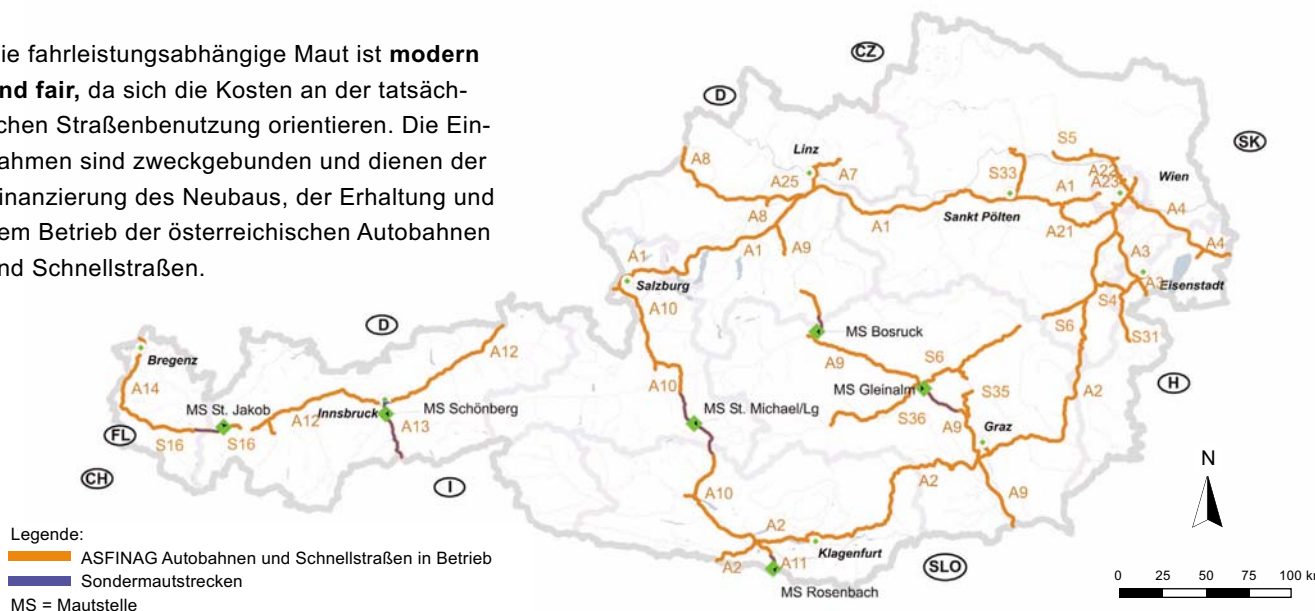 ie fahrleistungsabhängige Maut ist modern
nd fair, da sich die Kosten an der tatsäch-
chen Straßenbenutzung orientieren. Die Ein-
ahmen sind zweckgebunden und dienen der
inanzierung des Neubaus, der Erhaltung und
em Betrieb der österreichischen Autobahnen
nd Schnellstraßen.
CZ
D
SK
Linz
A8
A25
A7
S33
S5
A22
A23
Wien
A1
A4
A8
A1
Sankt Pölten
A21
A1
A9
A3
A4
A1
Salzburg
A3
Eisenstadt
A10
S4
S6
S31
MS Bosruck
D
A12
Bregenz
A9
S6
H
A14
A10
MS Gleinalm
S35
A2
MS St. Jakob
Innsbruck
MS Schönberg
MS St. Michael/Lg
A12
A13
S36
A9
Graz
FL
S16
S16
CH
I
A10
A2
A9
N
A2
Klagenfurt
A2
A11
SLO
MS Rosenbach
Legende:
ASFINAG Autobahnen und Schnellstraßen in Betrieb
Sondermautstrecken
MS = Mautstelle
0 25 50 75 100 km